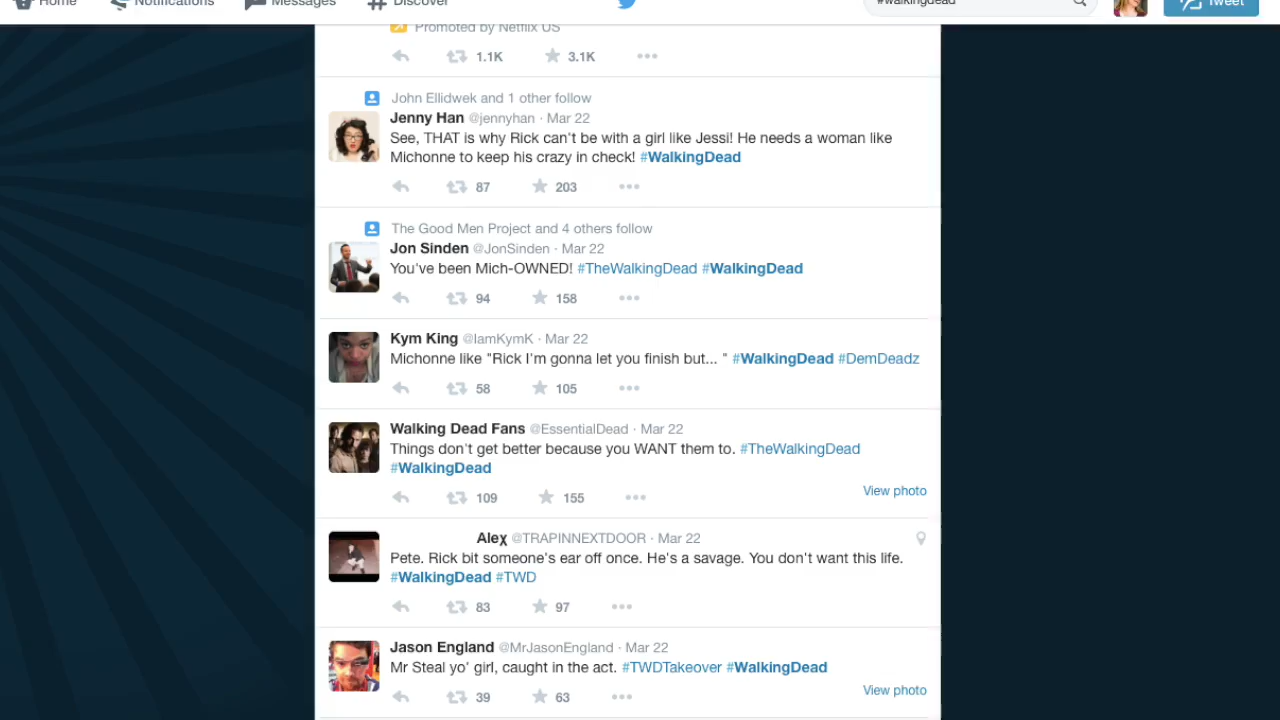 Home Notifications Messages Discover #walkingdead Tweet
Promoted by Netflix US
1.1K 3.1K
John Ellidwek and 1 other follow
Jenny Han @jennyhan · Mar 22
See, THAT is why Rick can't be with a girl like Jessi! He needs a woman like
Michonne to keep his crazy in check! #WalkingDead
87 203
The Good Men Project and 4 others follow
Jon Sinden @JonSinden · Mar 22
You've been Mich-OWNED! #TheWalkingDead #WalkingDead
94 158
Kym King @IamKymK · Mar 22
Michonne like "Rick I'm gonna let you finish but... " #WalkingDead #DemDeadz
58 105
Walking Dead Fans @EssentialDead · Mar 22
Things don't get better because you WANT them to. #TheWalkingDead
#WalkingDead
109 155 View photo
Aleχ @TRAPINNEXTDOOR · Mar 22
Pete. Rick bit someone's ear off once. He's a savage. You don't want this life.
#WalkingDead #TWD
83 97
Jason England @MrJasonEngland · Mar 22
Mr Steal yo' girl, caught in the act. #TWDTakeover #WalkingDead
39 63 View photo